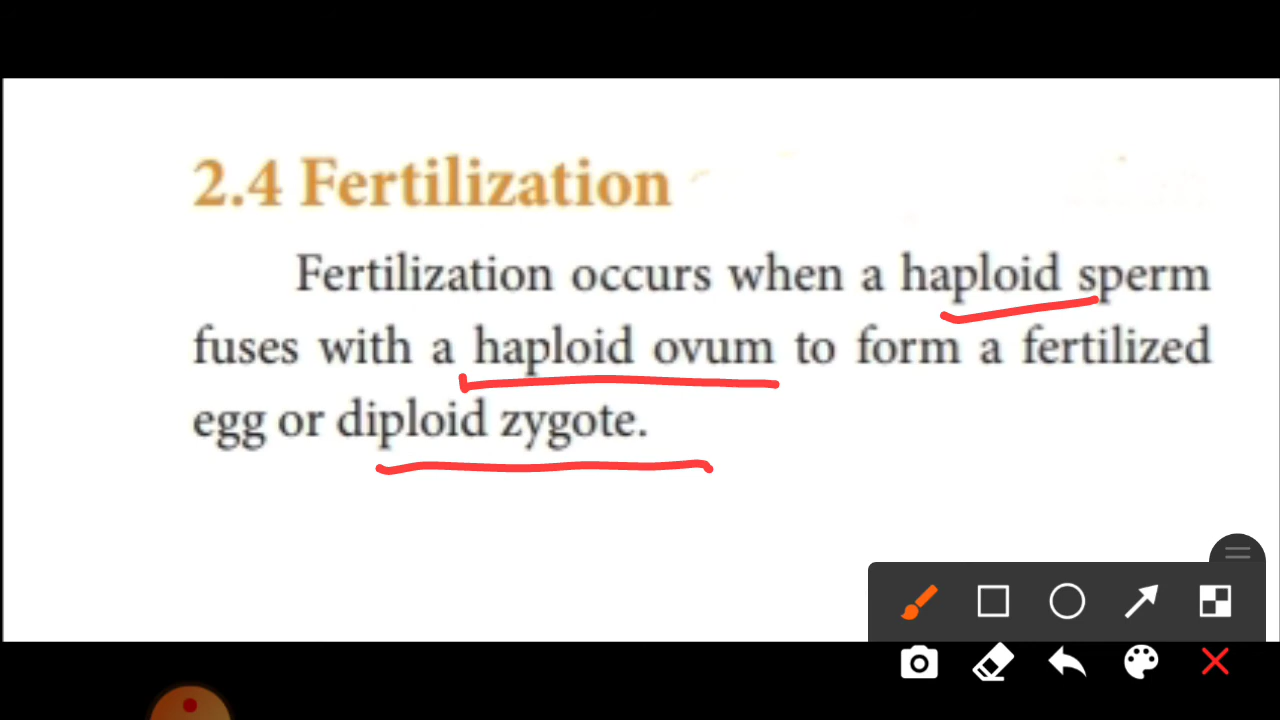 2.4 Fertilization
Fertilization occurs when a haploid sperm
fuses with a haploid ovum to form a fertilized
egg or diploid zygote.